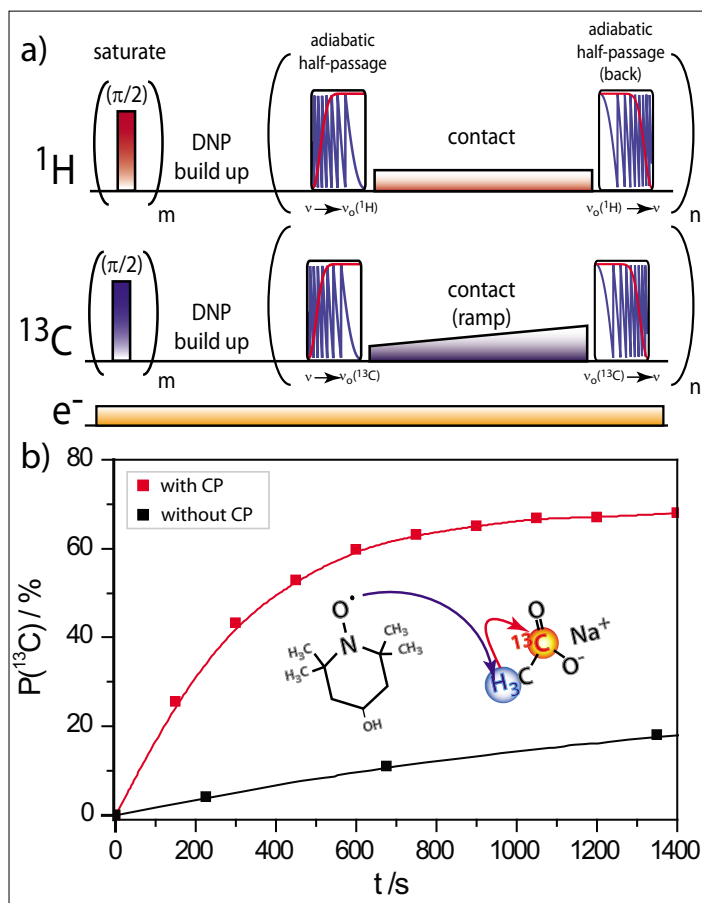 a)
saturate
adiabatic
half-passage
adiabatic
half-passage
(back)
(π/2)
¹H
DNP
build up
contact
m
ν → ν₀(¹H)
ν₀(¹H) → ν
n
(π/2)
¹³C
DNP
build up
contact
(ramp)
m
ν → ν₀(¹³C)
ν₀(¹³C) → ν
n
e⁻
b)
80
60
40
20
0
P(¹³C) / %
with CP
without CP
O·
N
H₃C
H₃C
CH₃
CH₃
OH
O
¹³C
Na⁺
O⁻
H₃
C
0 200 400 600 800 1000 1200 1400
t /s